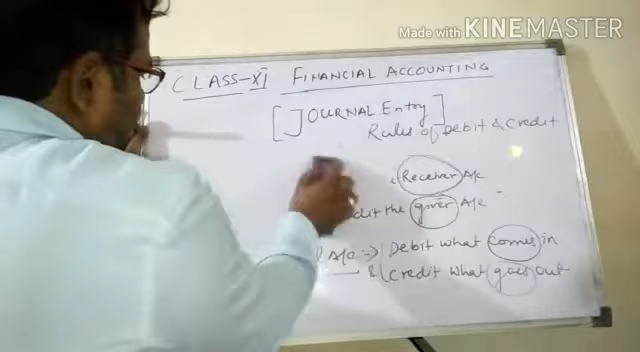 Made with KINEMASTER
CLASS-XI FINANCIAL ACCOUNTING
[JOURNAL Entry]
Rules of Debit & Credit
Receiver A/c
dit the giver A/c
A/c => Debit what comes in
& Credit what goes out